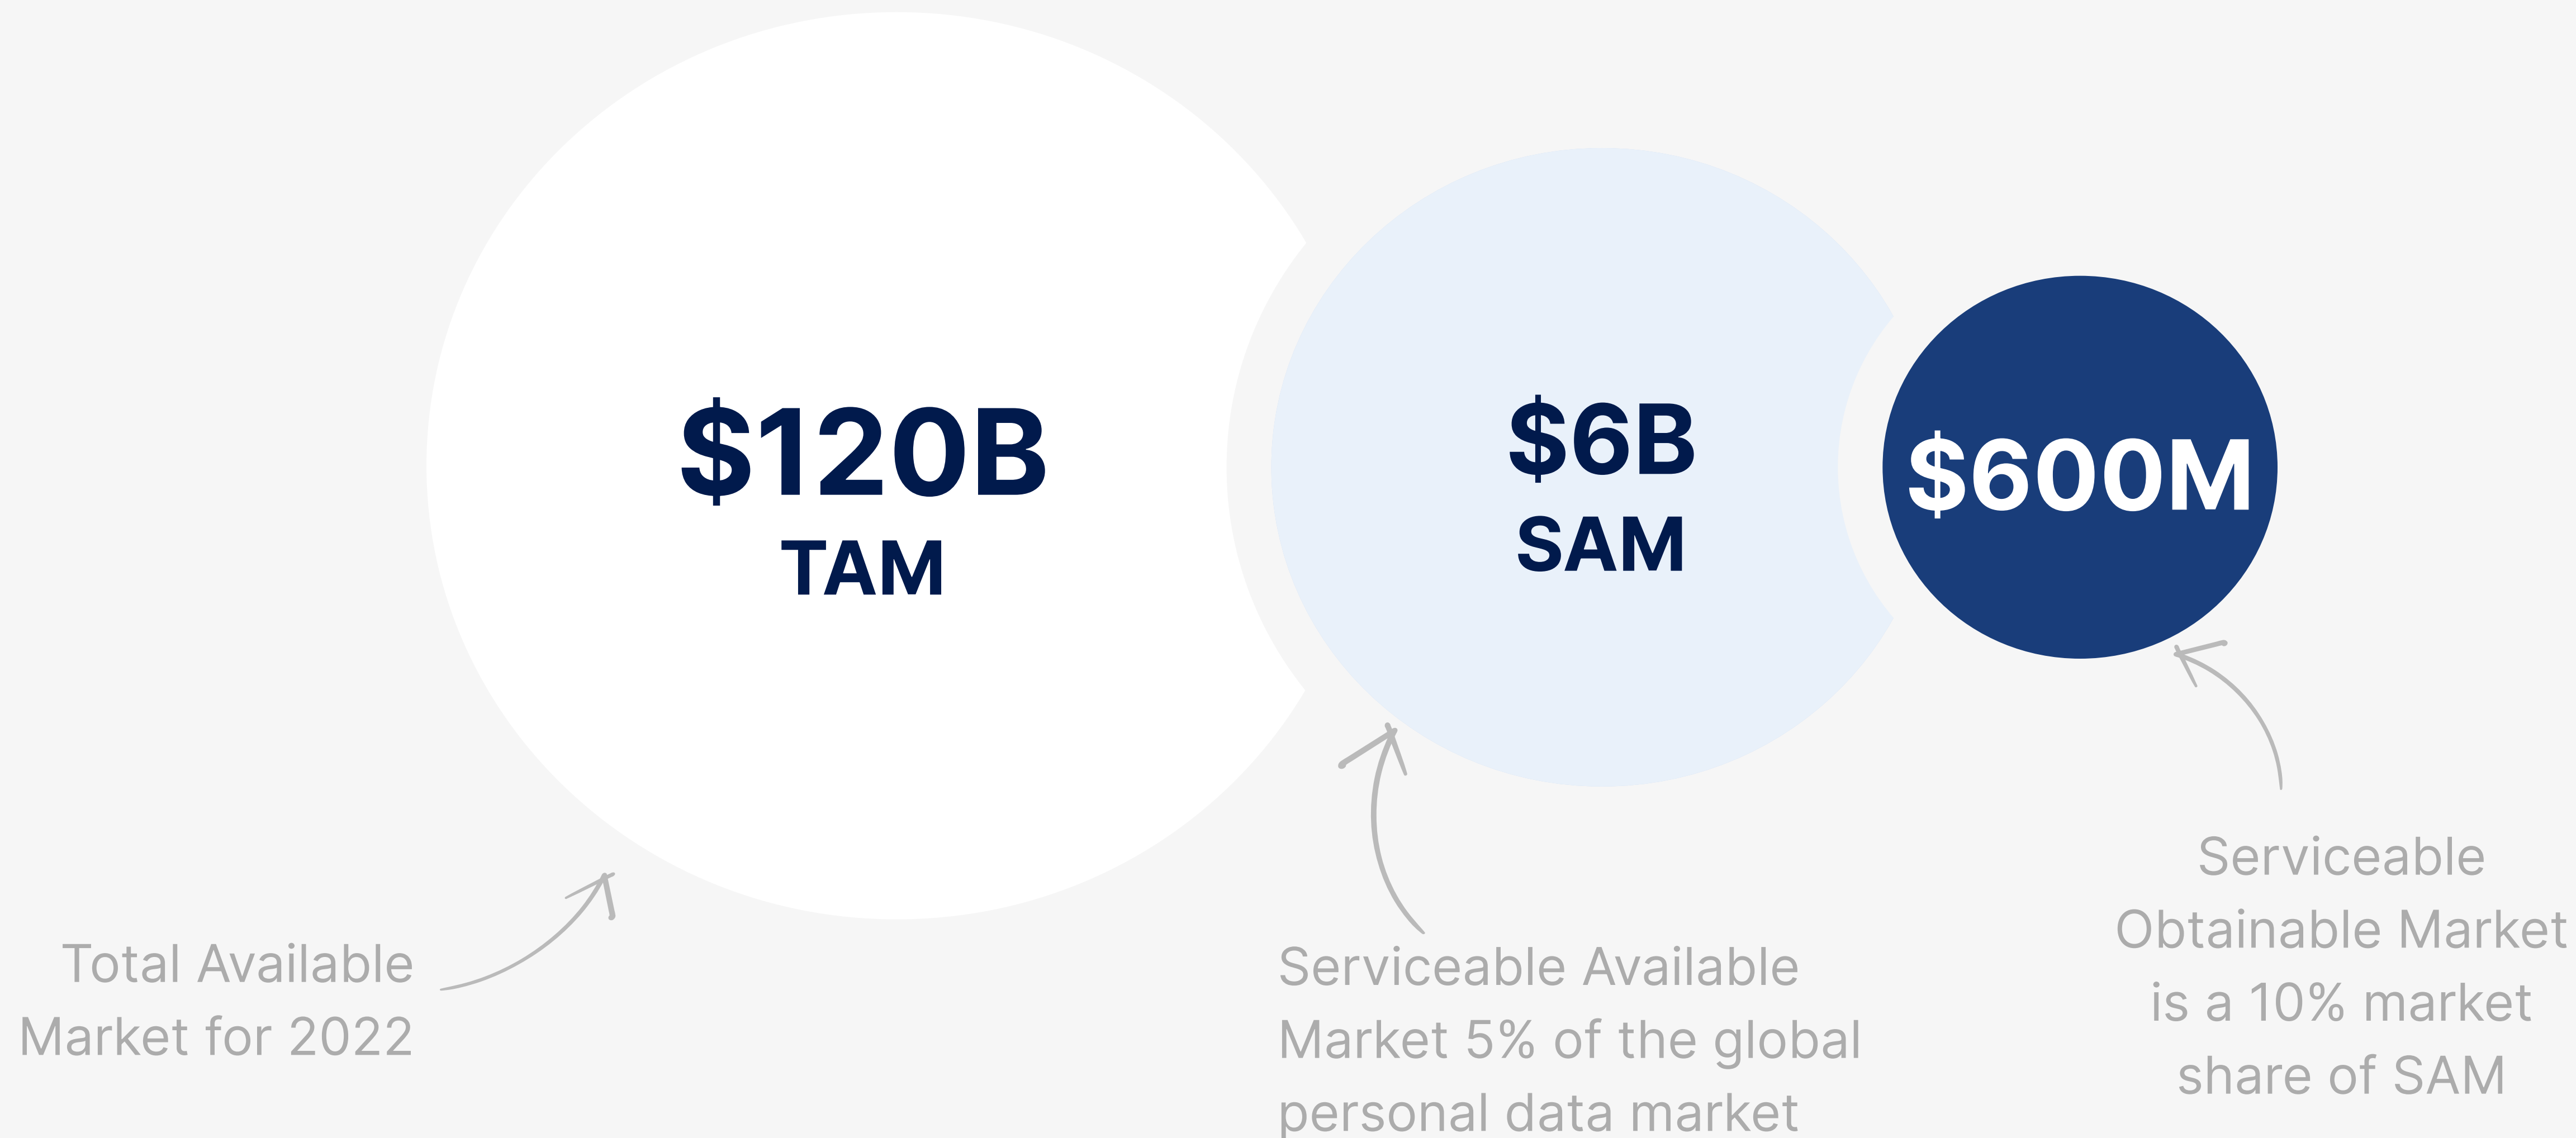 $120B
TAM
$6B
SAM
$600M
Total Available
Market for 2022
Serviceable Available
Market 5% of the global
personal data market
Serviceable
Obtainable Market
is a 10% market
share of SAM